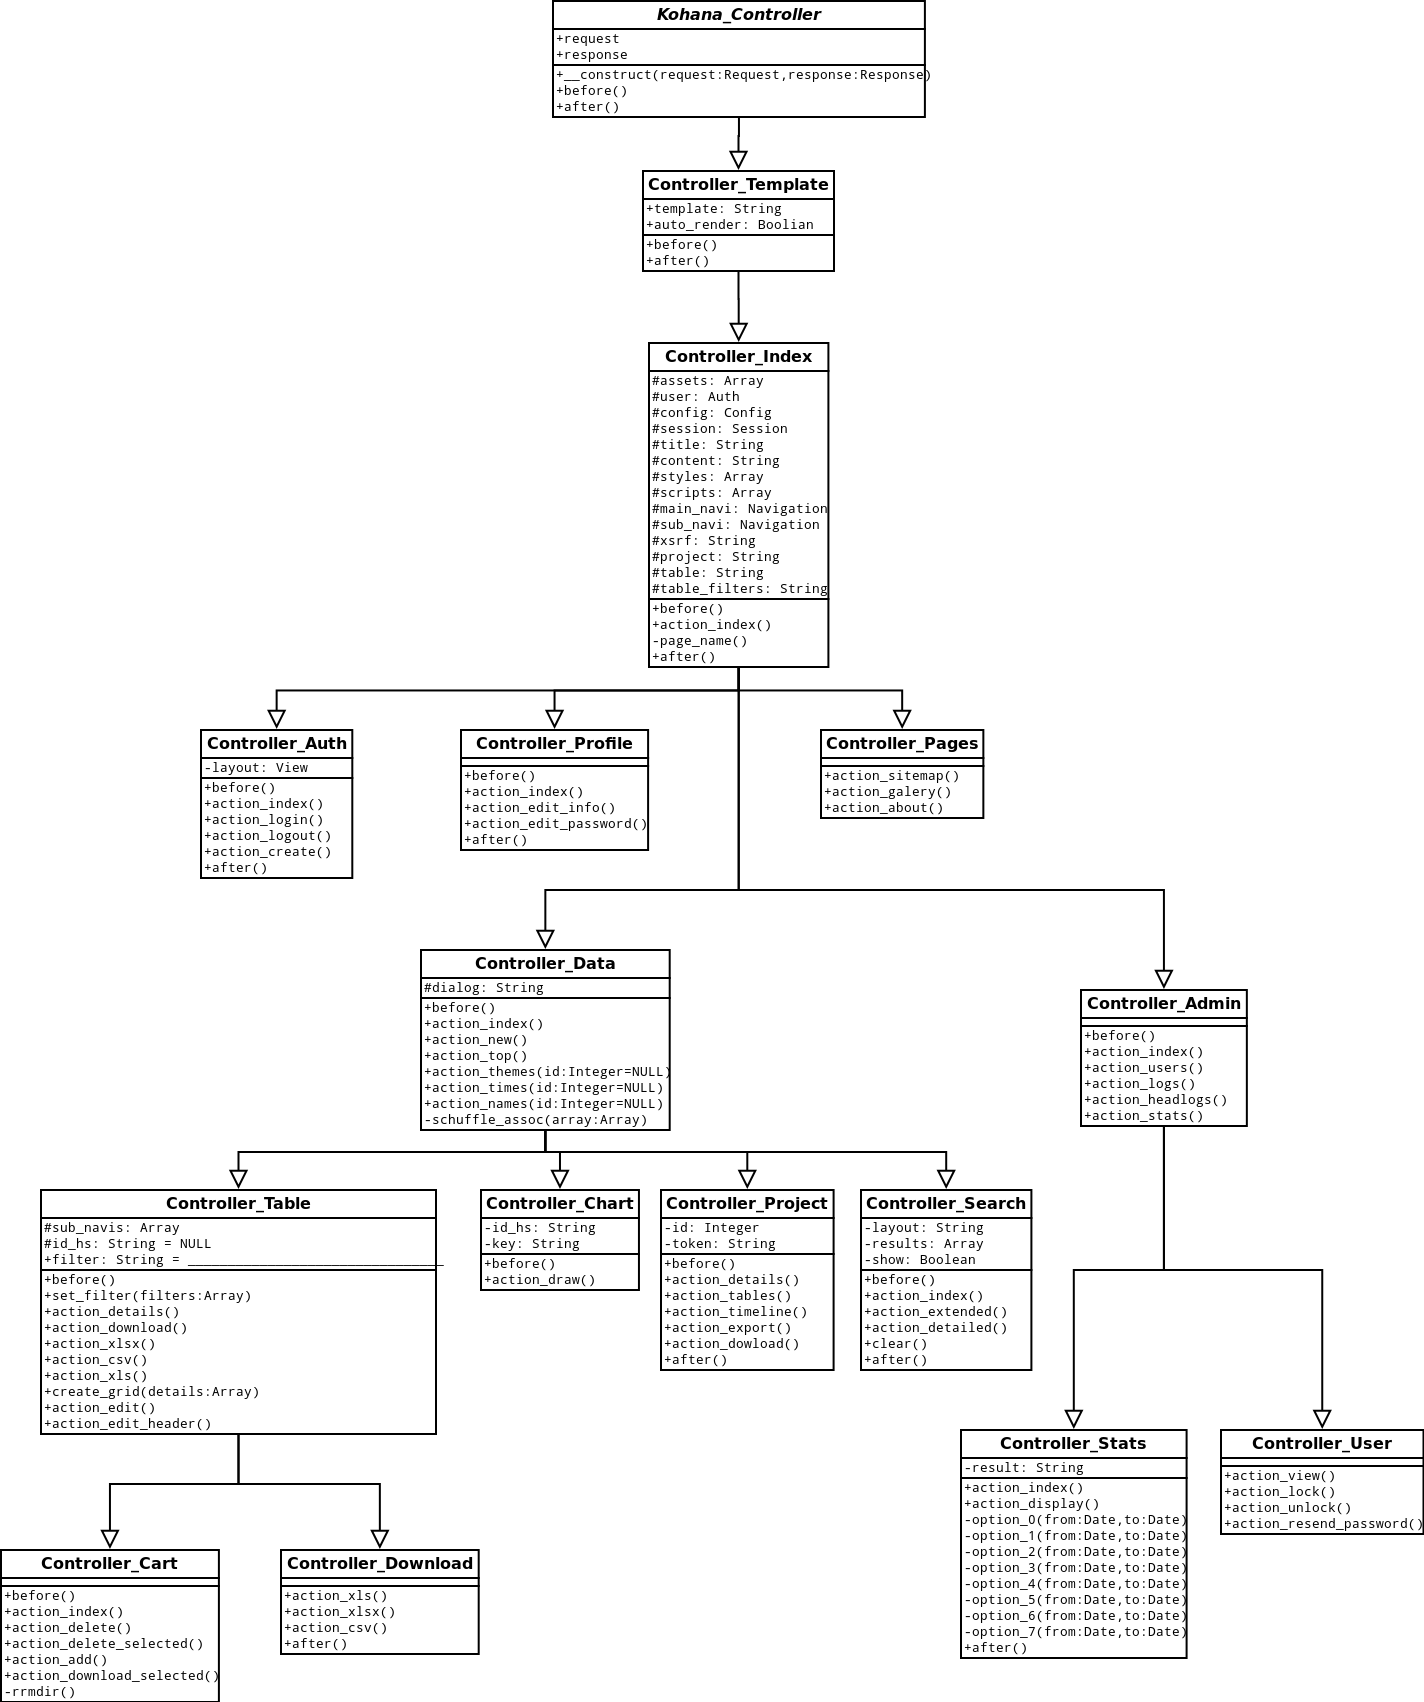 Kohana_Controller
+request
+response
+__construct(request:Request,response:Response)
+before()
+after()
Controller_Template
+template: String
+auto_render: Boolian
+before()
+after()
Controller_Index
#assets: Array
#user: Auth
#config: Config
#session: Session
#title: String
#content: String
#styles: Array
#scripts: Array
#main_navi: Navigation
#sub_navi: Navigation
#xsrf: String
#project: String
#table: String
#table_filters: String
+before()
+action_index()
-page_name()
+after()
Controller_Auth
-layout: View
+before()
+action_index()
+action_login()
+action_logout()
+action_create()
+after()
Controller_Profile
+before()
+action_index()
+action_edit_info()
+action_edit_password()
+after()
Controller_Pages
+action_sitemap()
+action_galery()
+action_about()
Controller_Data
#dialog: String
+before()
+action_index()
+action_new()
+action_top()
+action_themes(id:Integer=NULL)
+action_times(id:Integer=NULL)
+action_names(id:Integer=NULL)
-schuffle_assoc(array:Array)
Controller_Admin
+before()
+action_index()
+action_users()
+action_logs()
+action_headlogs()
+action_stats()
Controller_Table
#sub_navis: Array
#id_hs: String = NULL
+filter: String = ________________________________
+before()
+set_filter(filters:Array)
+action_details()
+action_download()
+action_xlsx()
+action_csv()
+action_xls()
+create_grid(details:Array)
+action_edit()
+action_edit_header()
Controller_Chart
-id_hs: String
-key: String
+before()
+action_draw()
Controller_Project
-id: Integer
-token: String
+before()
+action_details()
+action_tables()
+action_timeline()
+action_export()
+action_dowload()
+after()
Controller_Search
-layout: String
-results: Array
-show: Boolean
+before()
+action_index()
+action_extended()
+action_detailed()
+clear()
+after()
Controller_Stats
-result: String
+action_index()
+action_display()
-option_0(from:Date,to:Date)
-option_1(from:Date,to:Date)
-option_2(from:Date,to:Date)
-option_3(from:Date,to:Date)
-option_4(from:Date,to:Date)
-option_5(from:Date,to:Date)
-option_6(from:Date,to:Date)
-option_7(from:Date,to:Date)
+after()
Controller_User
+action_view()
+action_lock()
+action_unlock()
+action_resend_password()
Controller_Cart
+before()
+action_index()
+action_delete()
+action_delete_selected()
+action_add()
+action_download_selected()
-rrmdir()
Controller_Download
+action_xls()
+action_xlsx()
+action_csv()
+after()